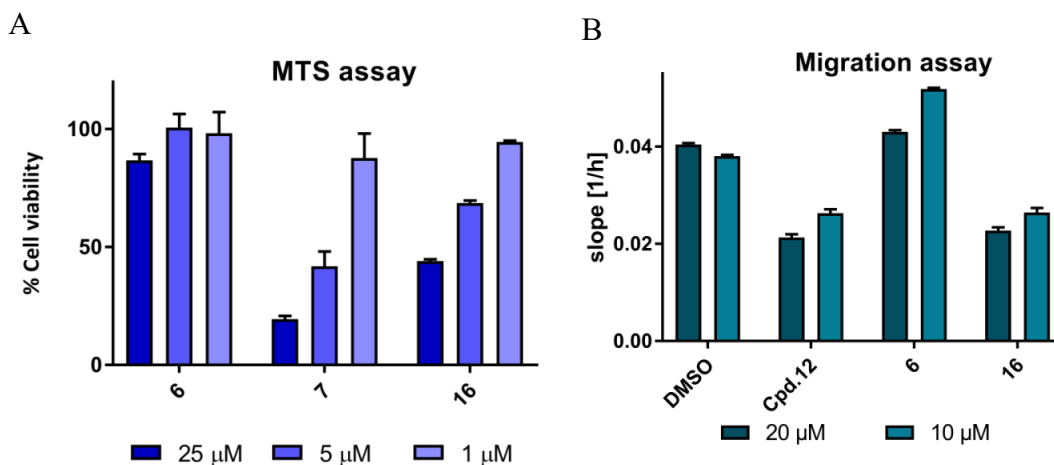 A
MTS assay
% Cell viability
100
50
0
6
7
16
25 μM
5 μM
1 μM
B
Migration assay
slope [1/h]
0.04
0.02
0.00
DMSO
Cpd.12
6
16
20 μM
10 μM